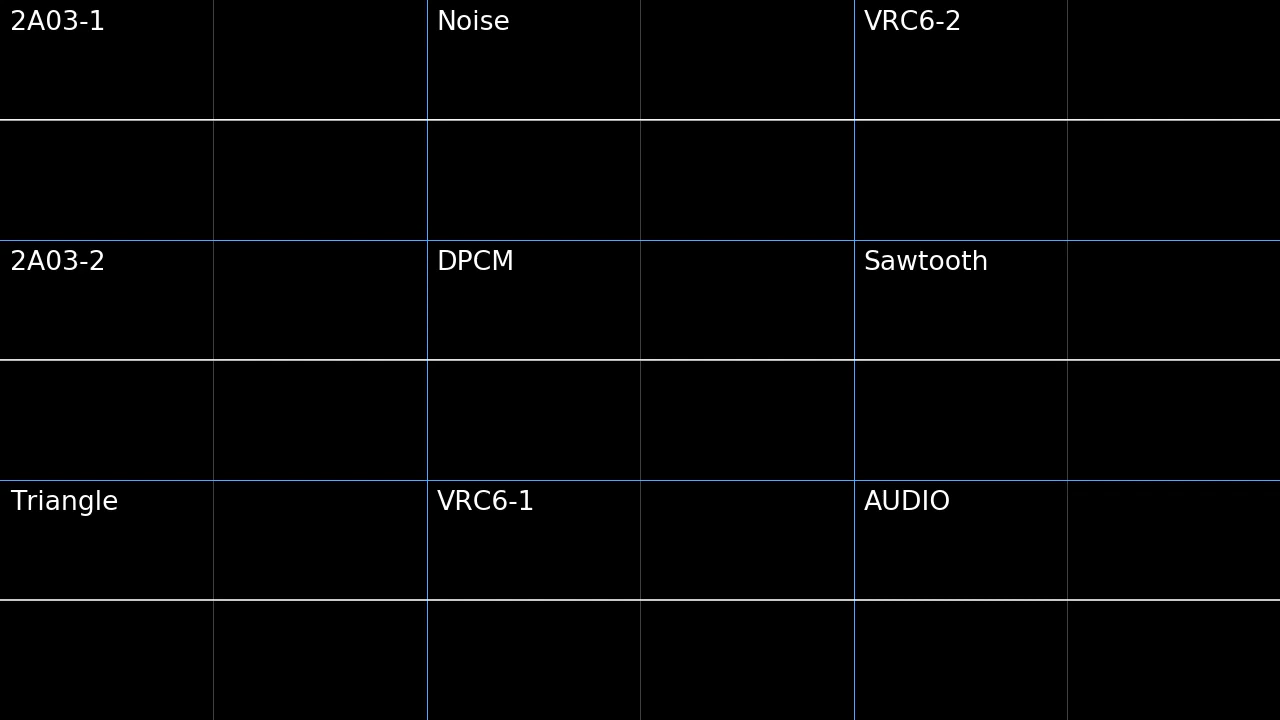 2A03-1
Noise
VRC6-2
2A03-2
DPCM
Sawtooth
Triangle
VRC6-1
AUDIO